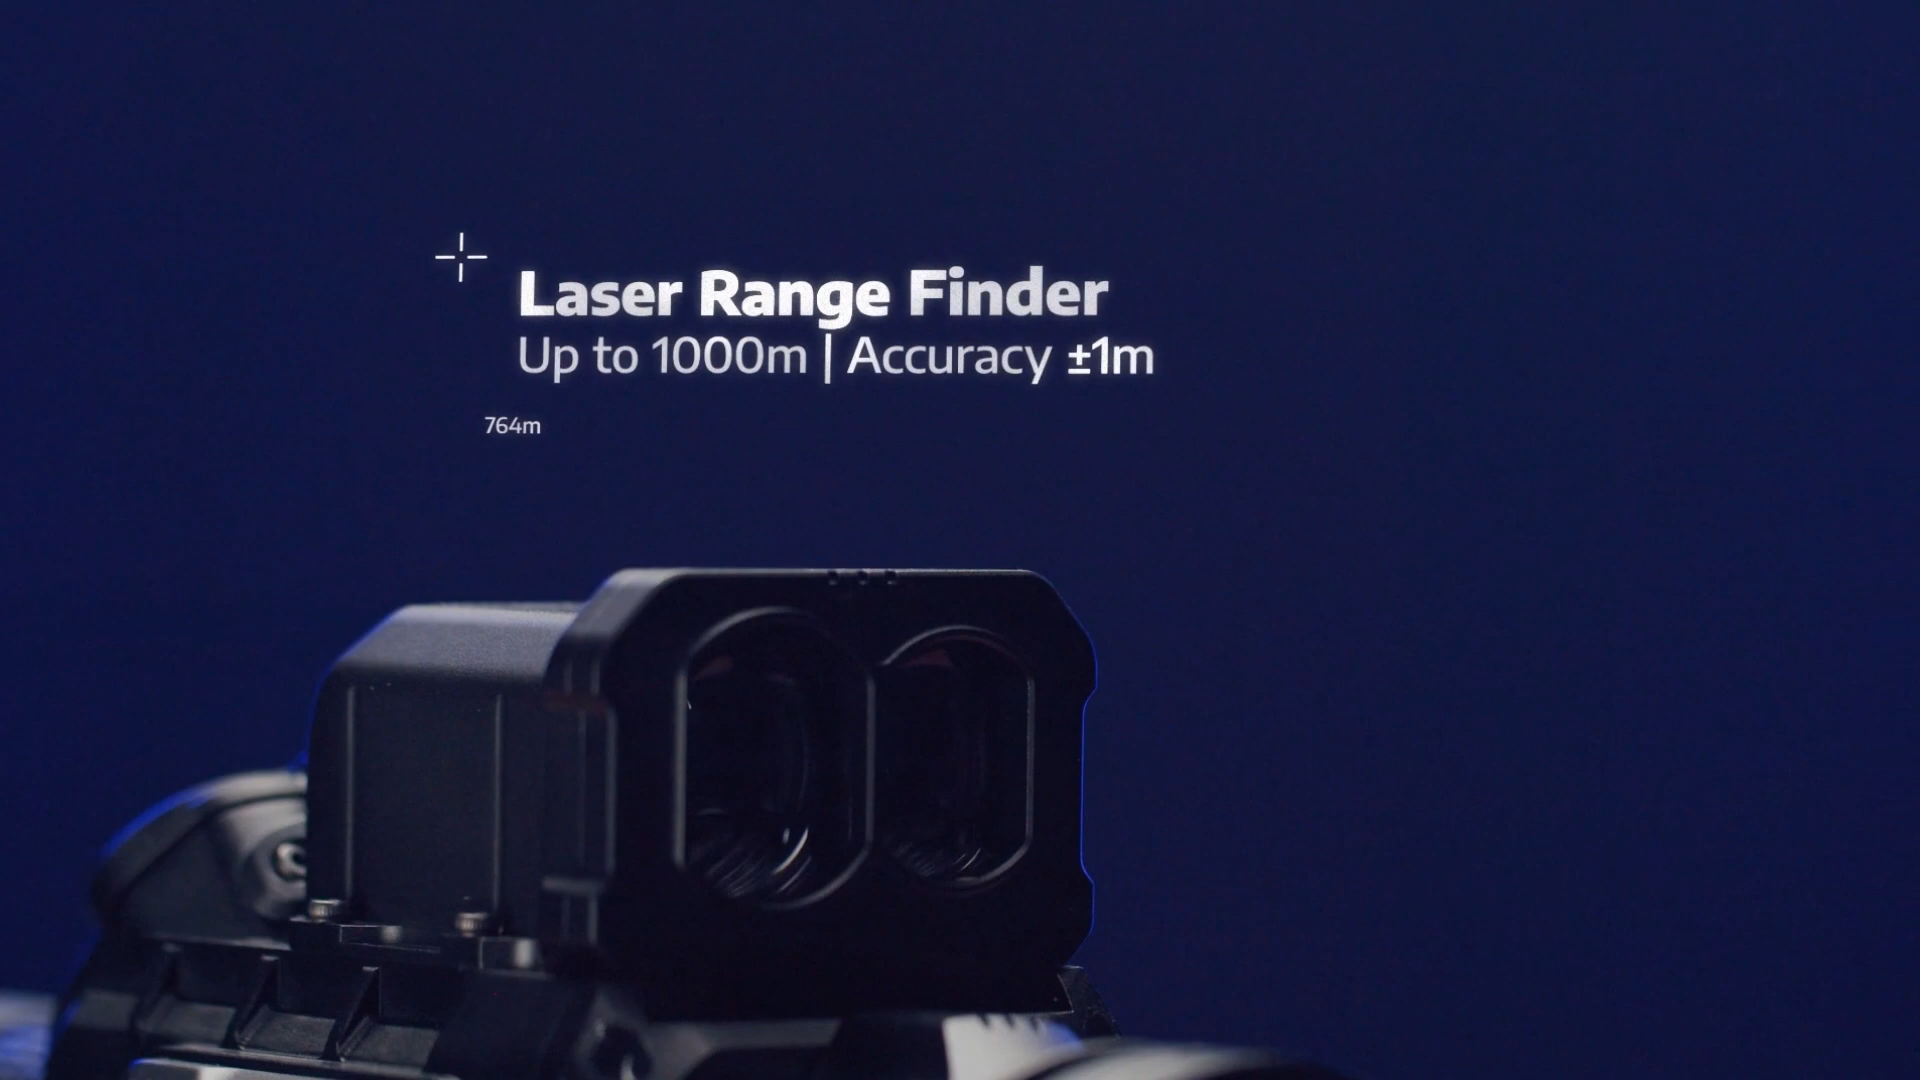 Laser Range Finder
Up to 1000m | Accuracy ±1m
764m